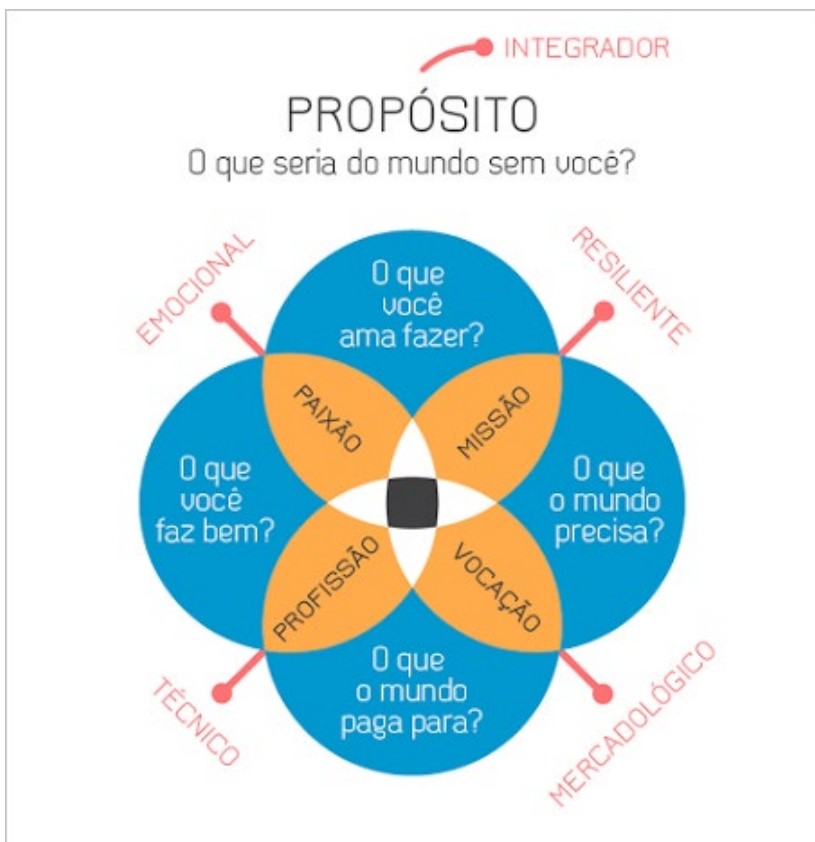 INTEGRADOR
PROPÓSITO
O que seria do mundo sem você?
EMOCIONAL
RESILIENTE
O que
você
ama fazer?
PAIXÃO
MISSÃO
O que
você
faz bem?
O que
o mundo
precisa?
PROFISSÃO
VOCAÇÃO
O que
o mundo
paga para?
TÉCNICO
MERCADOLÓGICO